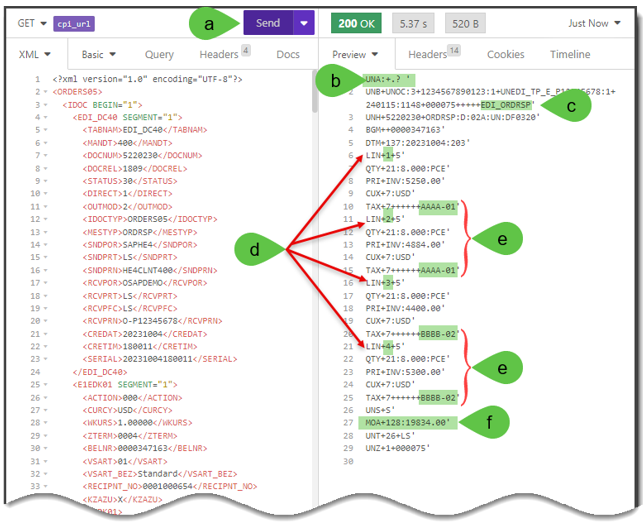 GET cpi_url a Send 200 OK 5.37 s 520 B Just Now
XML Basic Query Headers 4 Docs Preview Headers 14 Cookies Timeline
1 <?xml version="1.0" encoding="UTF-8"?>
2 <ORDERS05>
3 <IDOC BEGIN="1">
4 <EDI_DC40 SEGMENT="1">
5 <TABNAM>EDI_DC40</TABNAM>
6 <MANDT>400</MANDT>
7 <DOCNUM>5220230</DOCNUM>
8 <DOCREL>1809</DOCREL>
9 <STATUS>30</STATUS>
10 <DIRECT>1</DIRECT>
11 <OUTMOD>2</OUTMOD>
12 <IDOCTYP>ORDERS05</IDOCTYP>
13 <MESTYP>ORDRSP</MESTYP>
14 <SNDPOR>SAPHE4</SNDPOR>
15 <SNDPRT>LS</SNDPRT>
16 <SNDPRN>HE4CLNT400</SNDPRN>
17 <RCVPOR>OSAPDEMO</RCVPOR>
18 <RCVPRT>LS</RCVPRT>
19 <RCVPFC>LS</RCVPFC>
20 <RCVPRN>O-P12345678</RCVPRN>
21 <CREDAT>20231004</CREDAT>
22 <CRETIM>180011</CRETIM>
23 <SERIAL>20231004180011</SERIAL>
24 </EDI_DC40>
25 <E1EDK01 SEGMENT="1">
26 <ACTION>000</ACTION>
27 <CURCY>USD</CURCY>
28 <WKURS>1.00000</WKURS>
29 <ZTERM>0004</ZTERM>
30 <BELNR>0000347163</BELNR>
31 <VSART>01</VSART>
32 <VSART_BEZ>Standard</VSART_BEZ>
33 <RECIPNT_NO>0001000654</RECIPNT_NO>
34 <KZAZU>X</KZAZU>
b
1 UNA:+.? '
2 UNB+UNOC:3+1234567890123:1+UNEDI_TP_E_P12345678:1+
240115:1148+000075+++++EDI_ORDRSP'
c
3 UNH+5220230+ORDRSP:D:02A:UN:DF0320'
4 BGM++0000347163'
5 DTM+137:20231004:203'
6 LIN+1+5'
7 QTY+21:8.000:PCE'
8 PRI+INV:5250.00'
9 CUX+7:USD'
10 TAX+7++++++AAAA-01'
11 LIN+2+5'
12 QTY+21:8.000:PCE'
13 PRI+INV:4884.00'
14 CUX+7:USD'
15 TAX+7++++++AAAA-01'
16 LIN+3+5'
17 QTY+21:8.000:PCE'
18 PRI+INV:4400.00'
19 CUX+7:USD'
20 TAX+7++++++BBBB-02'
21 LIN+4+5'
22 QTY+21:8.000:PCE'
23 PRI+INV:5300.00'
24 CUX+7:USD'
25 TAX+7++++++BBBB-02'
26 UNS+S'
27 MOA+128:19834.00'
28 UNT+26+LS'
29 UNZ+1+000075'
30
d
e
e
f